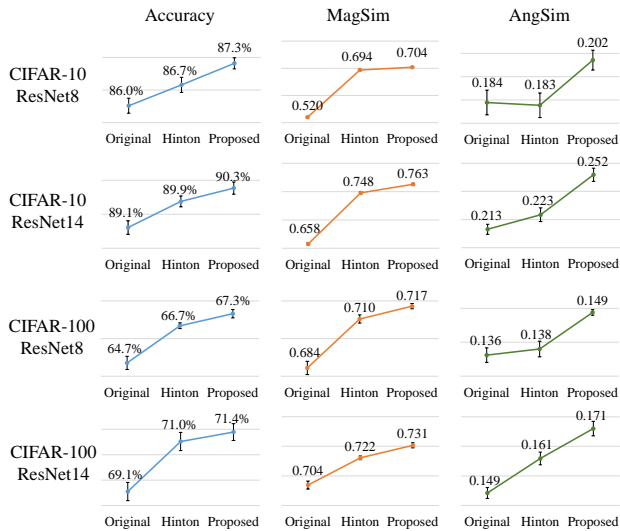 Accuracy MagSim AngSim
CIFAR-10
ResNet8
86.0% 86.7% 87.3%
Original Hinton Proposed
0.520 0.694 0.704
Original Hinton Proposed
0.184 0.183 0.202
Original Hinton Proposed
CIFAR-10
ResNet14
89.1% 89.9% 90.3%
Original Hinton Proposed
0.658 0.748 0.763
Original Hinton Proposed
0.213 0.223 0.252
Original Hinton Proposed
CIFAR-100
ResNet8
64.7% 66.7% 67.3%
Original Hinton Proposed
0.684 0.710 0.717
Original Hinton Proposed
0.136 0.138 0.149
Original Hinton Proposed
CIFAR-100
ResNet14
69.1% 71.0% 71.4%
Original Hinton Proposed
0.704 0.722 0.731
Original Hinton Proposed
0.149 0.161 0.171
Original Hinton Proposed